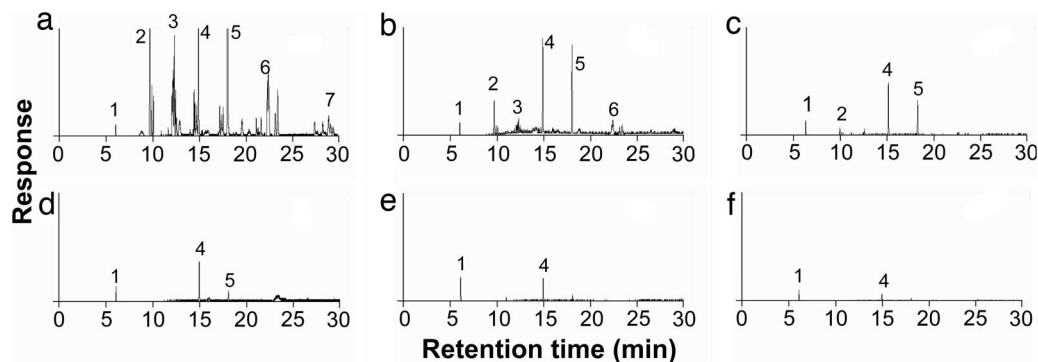 a
1 2 3 4 5 6 7
0 5 10 15 20 25 30
b
1 2 3 4 5 6
0 5 10 15 20 25 30
c
1 2 4 5
0 5 10 15 20 25 30
Response
d
1 4 5
0 5 10 15 20 25 30
e
1 4
0 5 10 15 20 25 30
f
1 4
0 5 10 15 20 25 30
Retention time (min)